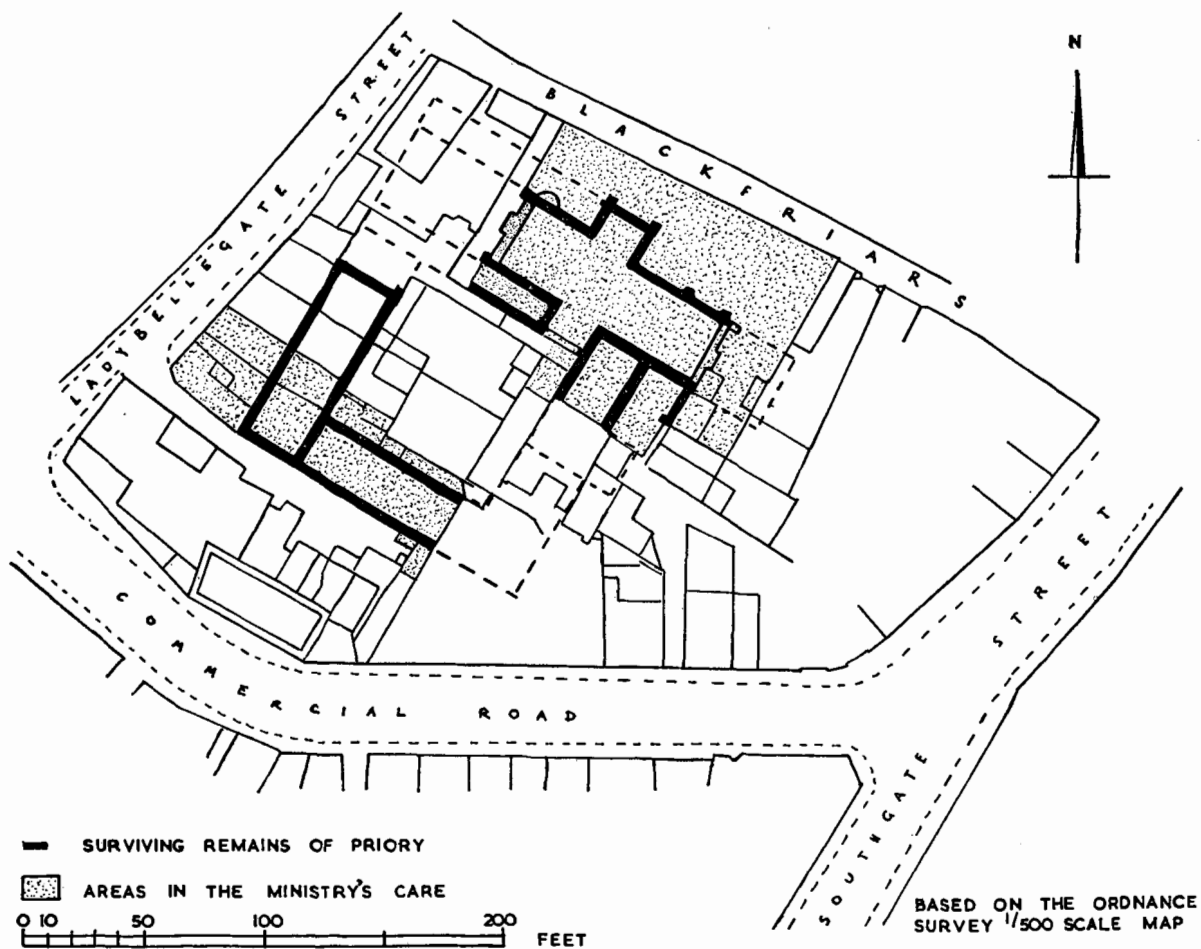 N
LADYBELLEGATE STREET
BLACKFRIARS
COMMERCIAL ROAD
SOUTHGATE STREET
SURVIVING REMAINS OF PRIORY
AREAS IN THE MINISTRY'S CARE
0 10 50 100 200 FEET
BASED ON THE ORDNANCE
SURVEY 1/500 SCALE MAP